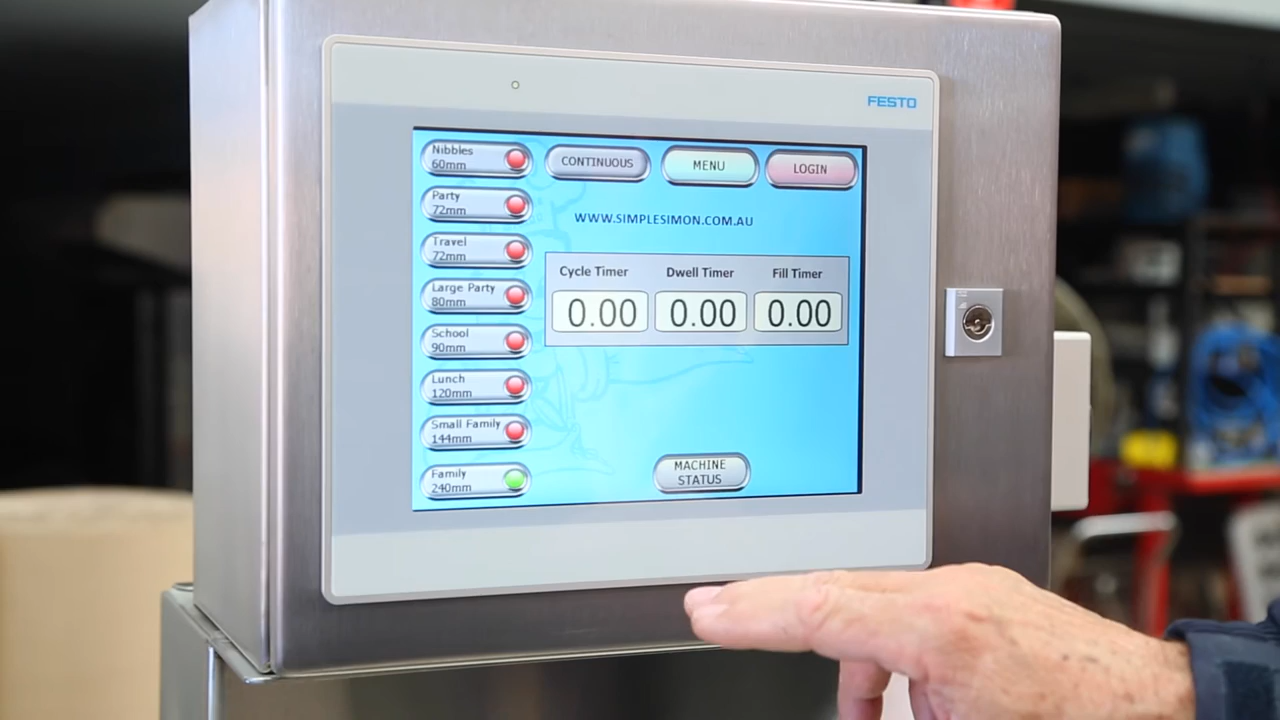 FESTO
Nibbles
60mm
CONTINUOUS
MENU
LOGIN
Party
72mm
WWW.SIMPLESIMON.COM.AU
Travel
72mm
Cycle Timer
Dwell Timer
Fill Timer
Large Party
80mm
0.00
0.00
0.00
School
90mm
Lunch
120mm
Small Family
144mm
Family
240mm
MACHINE
STATUS